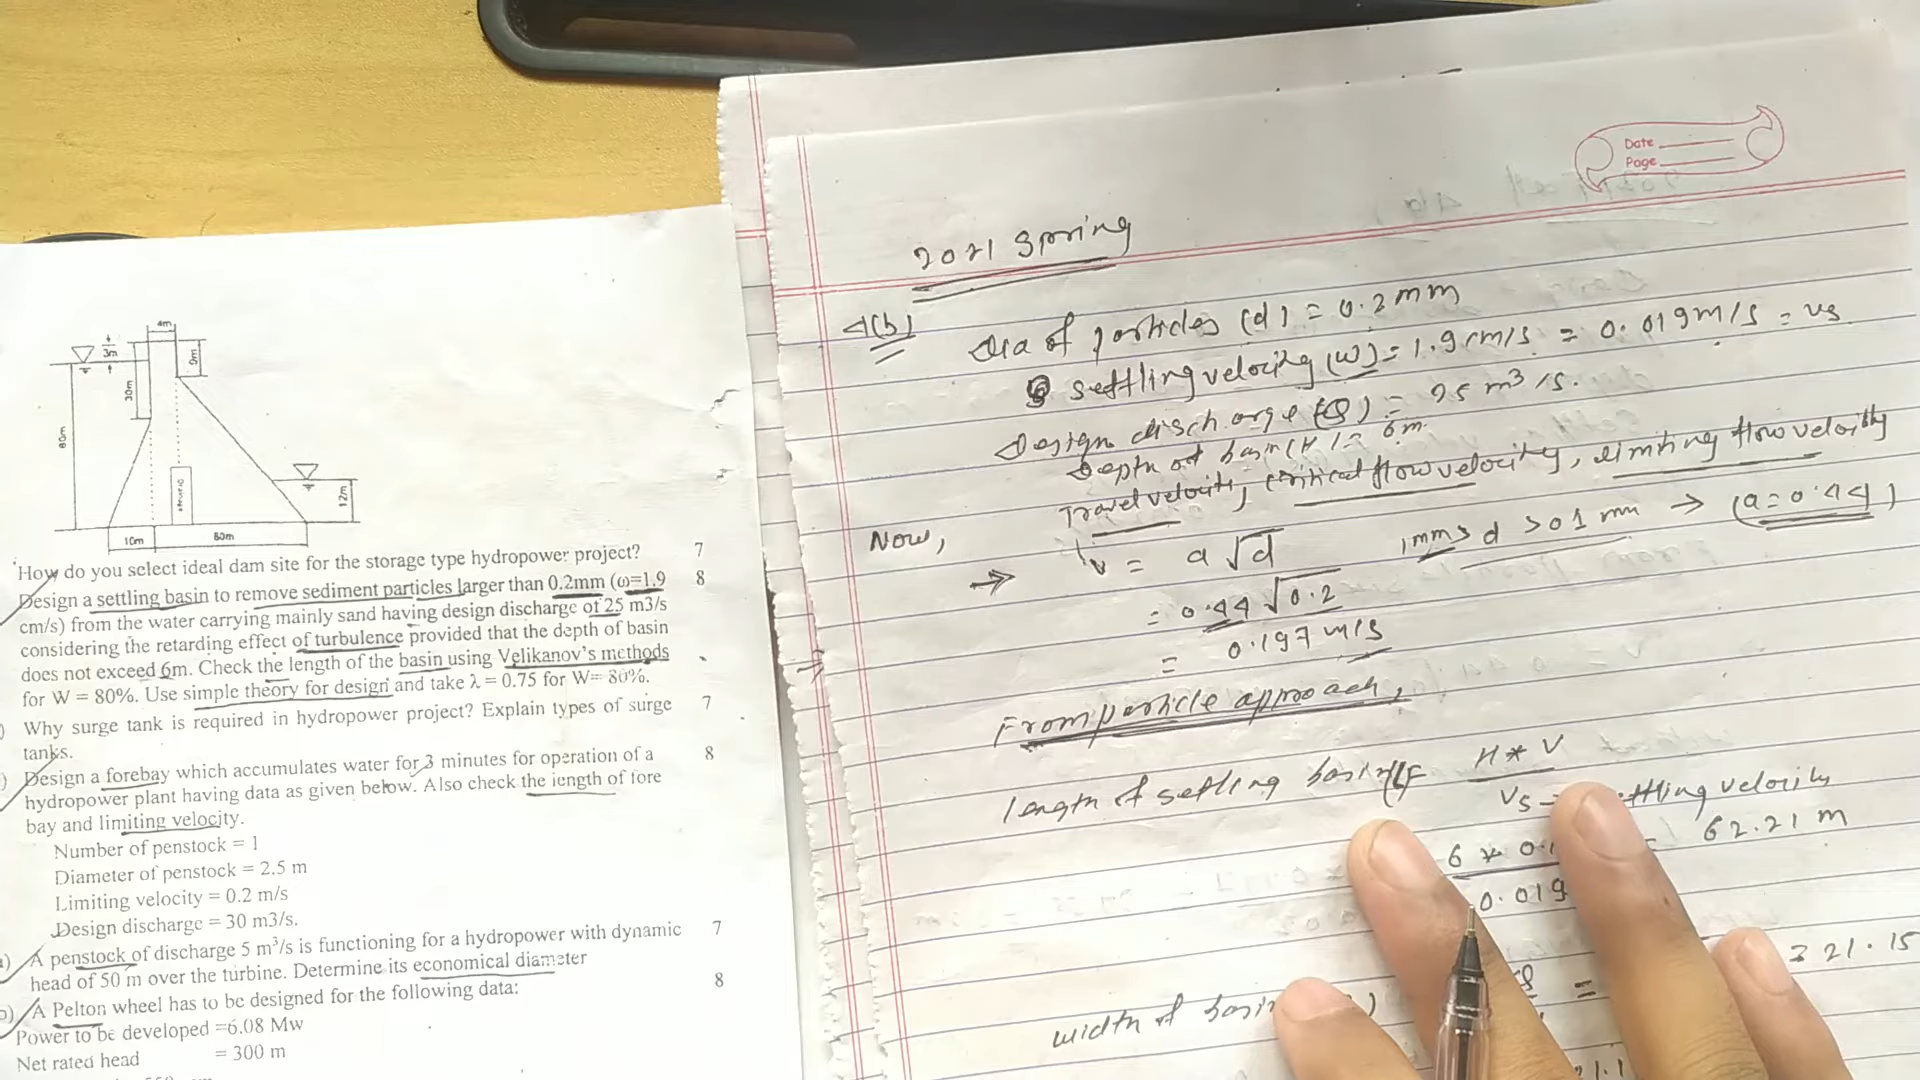 4m
3m
9m
30m
80m
12m
10m
80m
How do you select ideal dam site for the storage type hydropower project? 7
Design a settling basin to remove sediment particles larger than 0.2mm (ω=1.9 8
cm/s) from the water carrying mainly sand having design discharge of 25 m3/s
considering the retarding effect of turbulence provided that the depth of basin
does not exceed 6m. Check the length of the basin using Velikanov's methods
for W = 80%. Use simple theory for design and take λ = 0.75 for W= 80%.
Why surge tank is required in hydropower project? Explain types of surge 7
tanks.
Design a forebay which accumulates water for 3 minutes for operation of a 8
hydropower plant having data as given below. Also check the length of fore
bay and limiting velocity.
Number of penstock = 1
Diameter of penstock = 2.5 m
Limiting velocity = 0.2 m/s
Design discharge = 30 m3/s.
A penstock of discharge 5 m³/s is functioning for a hydropower with dynamic 7
head of 50 m over the turbine. Determine its economical diameter
A Pelton wheel has to be designed for the following data: 8
Power to be developed =6.08 Mw
Net rated head = 300 m
Date
Page
2021 Spring
4(b)
Dia of particles (d) = 0.2mm
settling velocity (w) = 1.9 cm/s = 0.019m/s = vs
Design discharge (Q) = 25 m3/s.
Depth of basin (H) = 6m.
Travel velocity, critical flow velocity, limiting flow velocity
Now,
v = a√d 1mm> d >0.1 mm → (a=0.44)
= 0.44 √0.2
= 0.197 m/s
From particle approach,
length of settling basin H * V
Vs velocity
6 * 0. 62.21 m
0.019
321.15
width of basin =